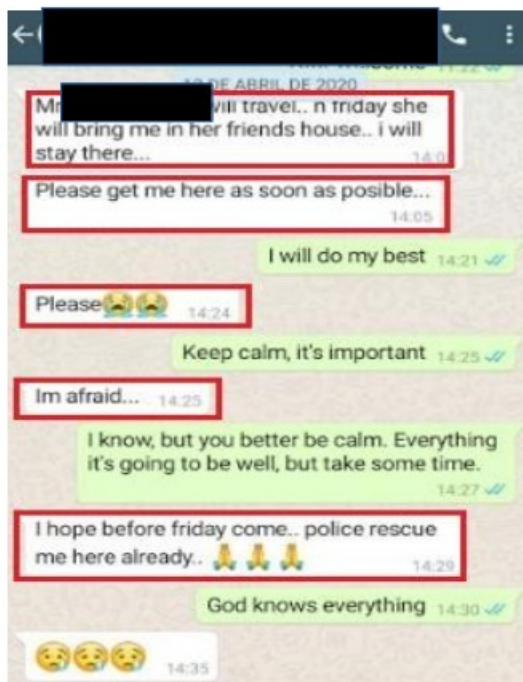 DE ABRIL DE 2020
Mr will travel.. n friday she
will bring me in her friends house.. i will
stay there...
Please get me here as soon as posible...
14:05
I will do my best 14:21
Please😭😭 14:24
Keep calm, it's important 14:25
Im afraid... 14:25
I know, but you better be calm. Everything
it's going to be well, but take some time.
14:27
I hope before friday come.. police rescue
me here already.. 🙏🙏🙏 14:29
God knows everything 14:30
😢😢😢 14:35